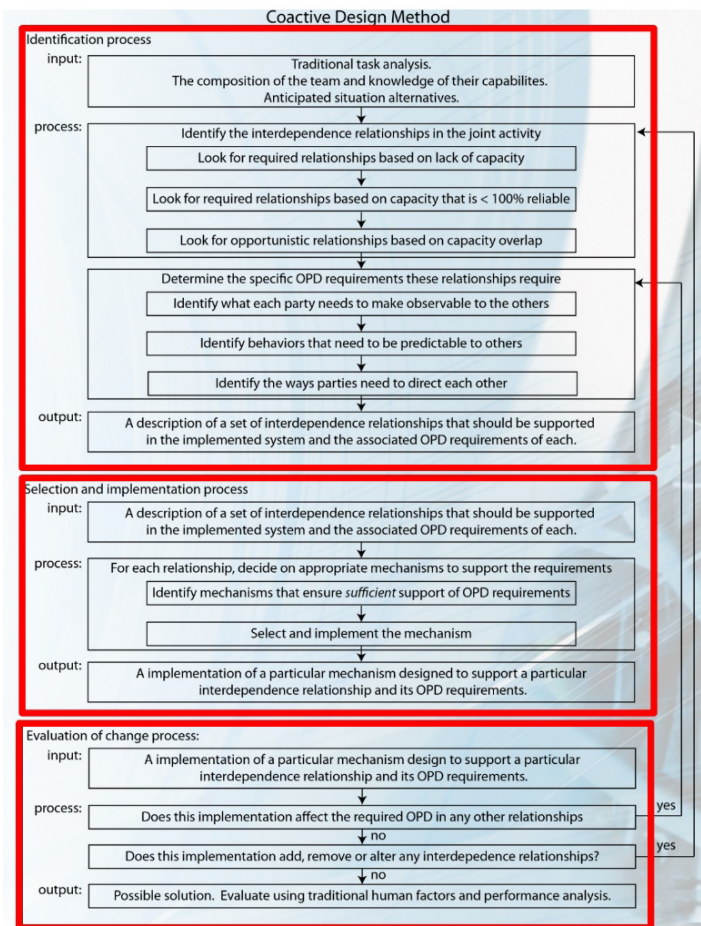 Coactive Design Method
Identification process
input:
Traditional task analysis.
The composition of the team and knowledge of their capabilites.
Anticipated situation alternatives.
process:
Identify the interdependence relationships in the joint activity
Look for required relationships based on lack of capacity
Look for required relationships based on capacity that is < 100% reliable
Look for opportunistic relationships based on capacity overlap
Determine the specific OPD requirements these relationships require
Identify what each party needs to make observable to the others
Identify behaviors that need to be predictable to others
Identify the ways parties need to direct each other
output:
A description of a set of interdependence relationships that should be supported
in the implemented system and the associated OPD requirements of each.
Selection and implementation process
input:
A description of a set of interdependence relationships that should be supported
in the implemented system and the associated OPD requirements of each.
process:
For each relationship, decide on appropriate mechanisms to support the requirements
Identify mechanisms that ensure sufficient support of OPD requirements
Select and implement the mechanism
output:
A implementation of a particular mechanism designed to support a particular
interdependence relationship and its OPD requirements.
Evaluation of change process:
input:
A implementation of a particular mechanism design to support a particular
interdependence relationship and its OPD requirements.
process:
Does this implementation affect the required OPD in any other relationships
yes
no
Does this implementation add, remove or alter any interdepedence relationships?
yes
no
output:
Possible solution. Evaluate using traditional human factors and performance analysis.